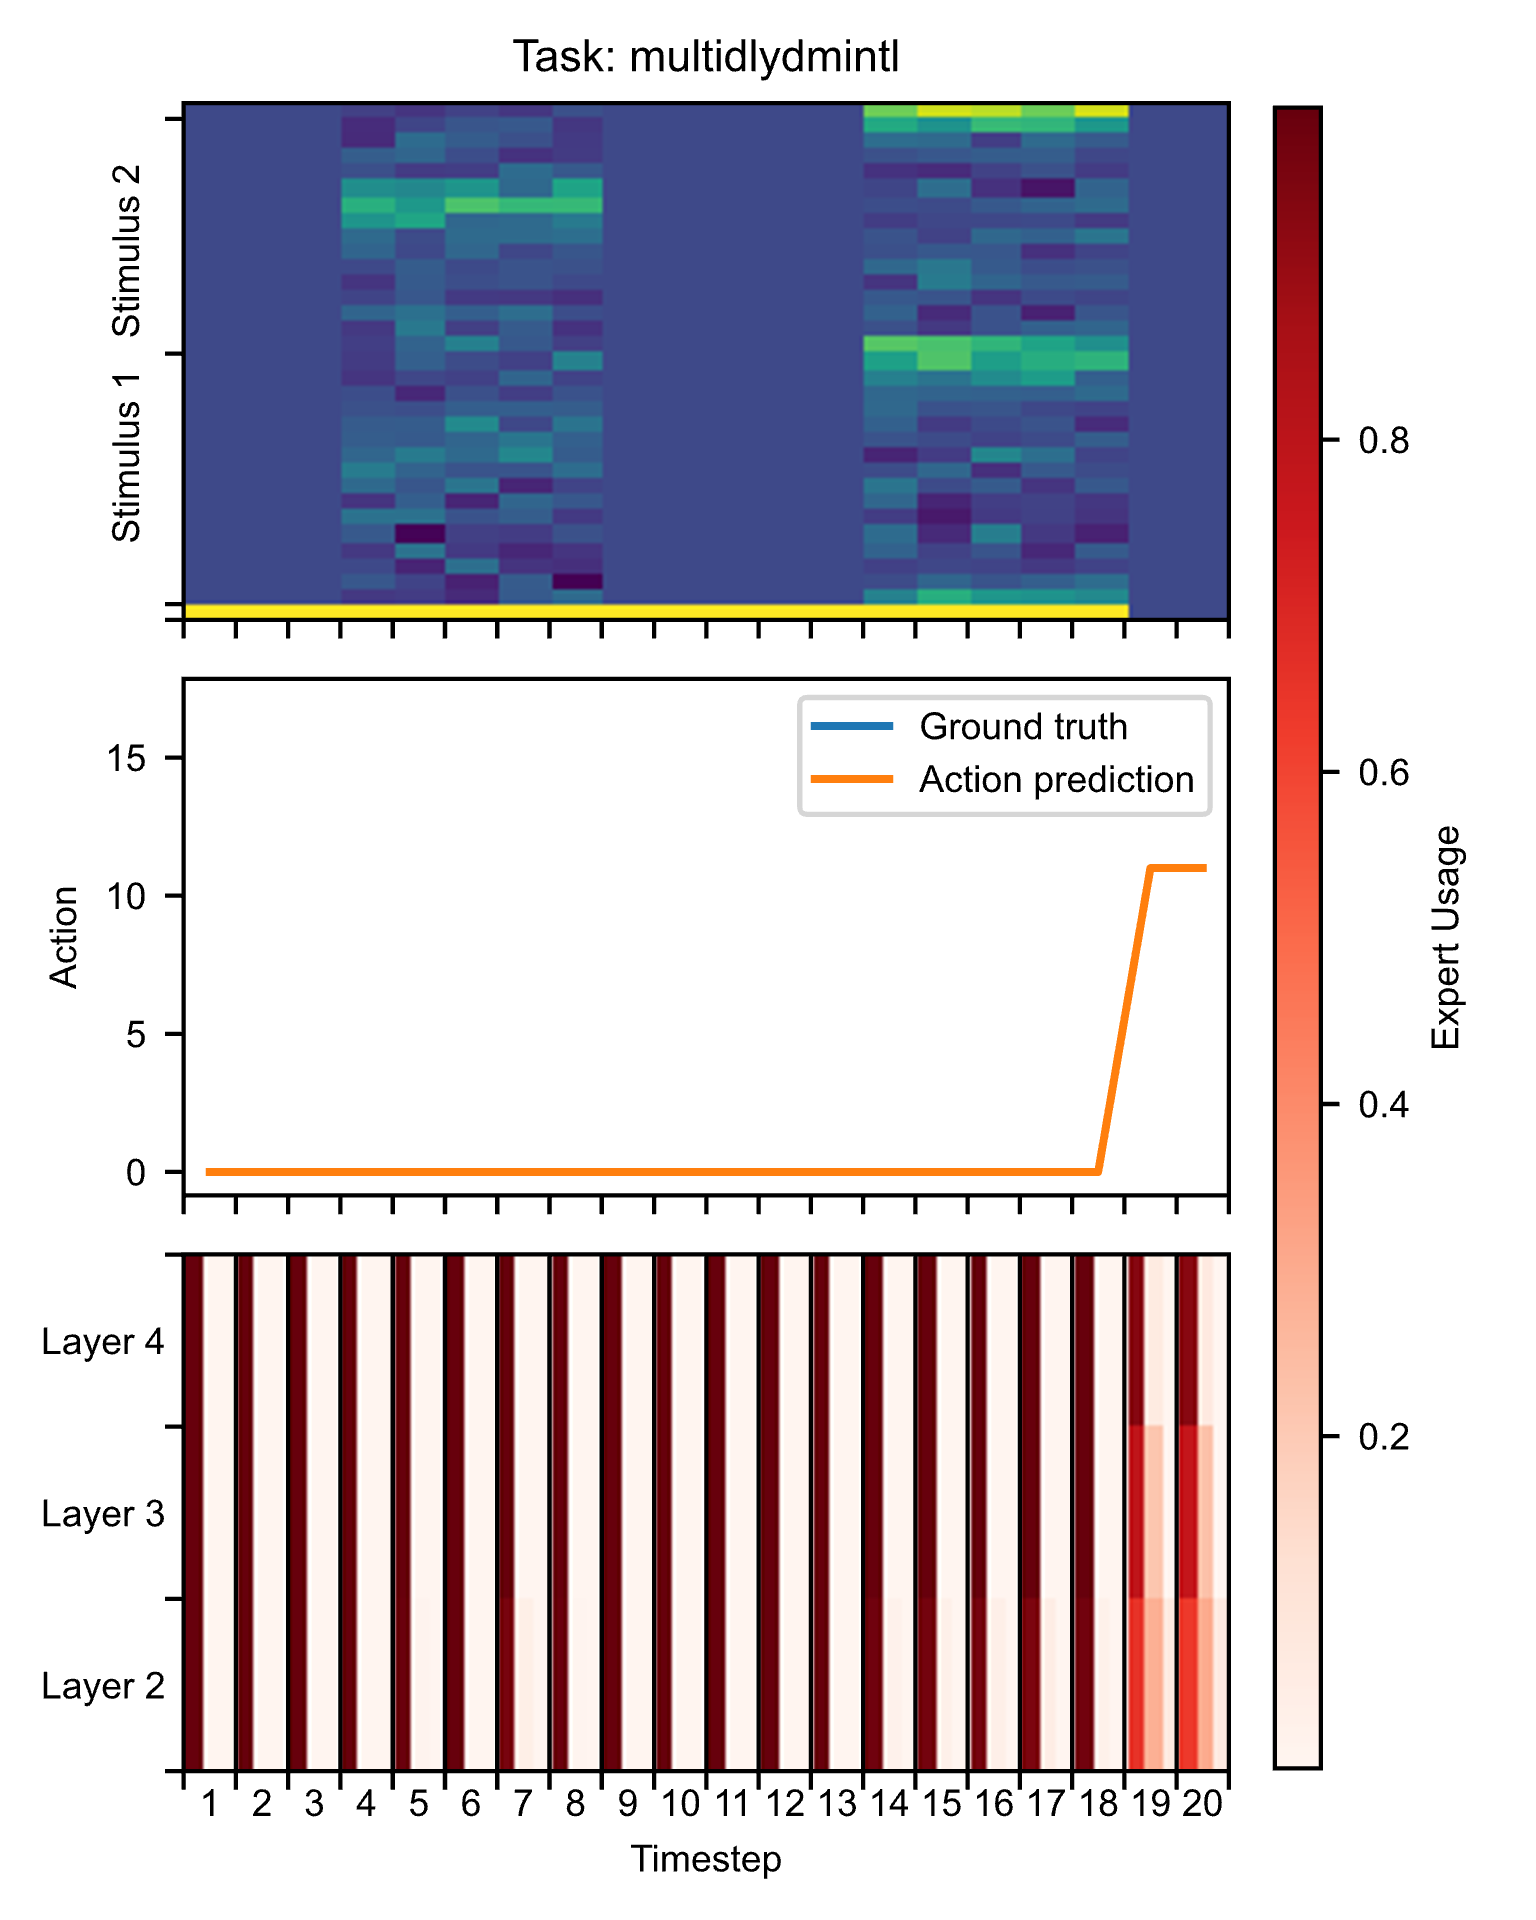 Task: multidlydmintl
Stimulus 2
Stimulus 1
Ground truth
Action prediction
Action
15
10
5
0
Layer 4
Layer 3
Layer 2
1 2 3 4 5 6 7 8 9 10 11 12 13 14 15 16 17 18 19 20
Timestep
0.8
0.6
0.4
0.2
Expert Usage